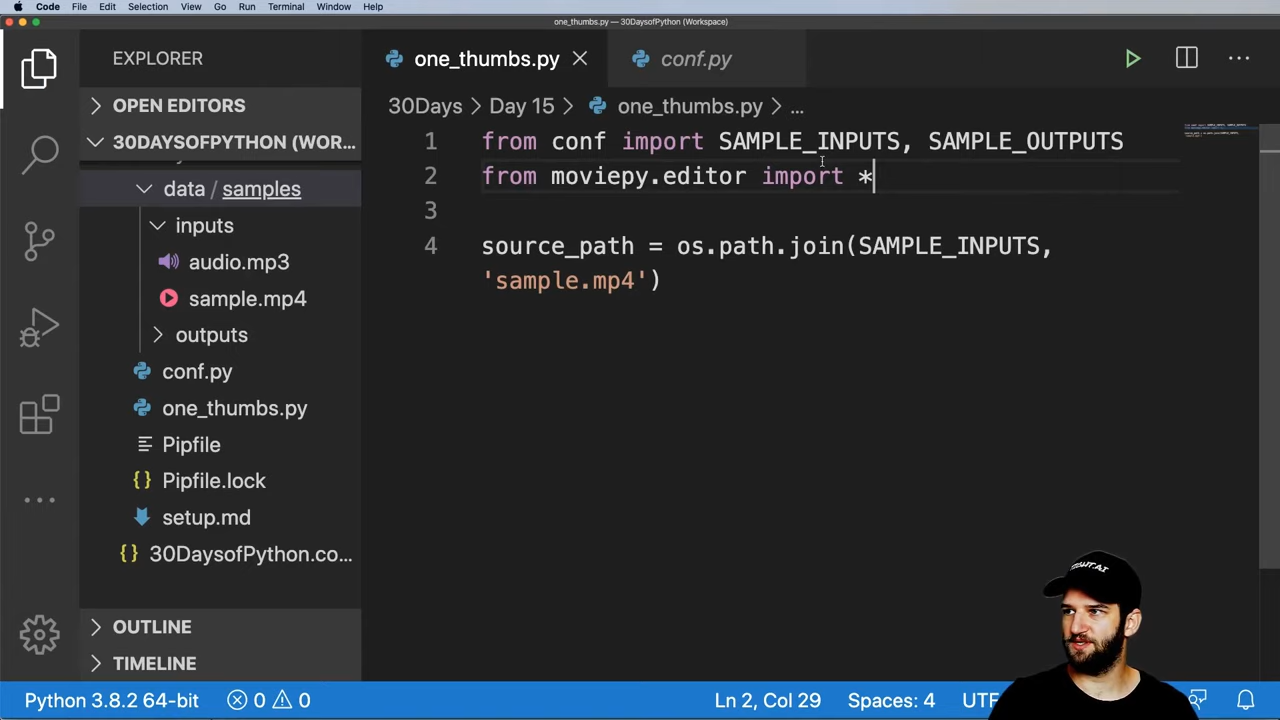 Code File Edit Selection View Go Run Terminal Window Help
one_thumbs.py — 30DaysofPython (Workspace)
EXPLORER
OPEN EDITORS
30DAYSOFPYTHON (WOR...
data / samples
inputs
audio.mp3
sample.mp4
outputs
conf.py
one_thumbs.py
Pipfile
Pipfile.lock
setup.md
30DaysofPython.co...
OUTLINE
TIMELINE
one_thumbs.py conf.py
30Days > Day 15 > one_thumbs.py > ...
1 from conf import SAMPLE_INPUTS, SAMPLE_OUTPUTS
2 from moviepy.editor import *
3
4 source_path = os.path.join(SAMPLE_INPUTS,
'sample.mp4')
Python 3.8.2 64-bit 0 0 Ln 2, Col 29 Spaces: 4 UTF